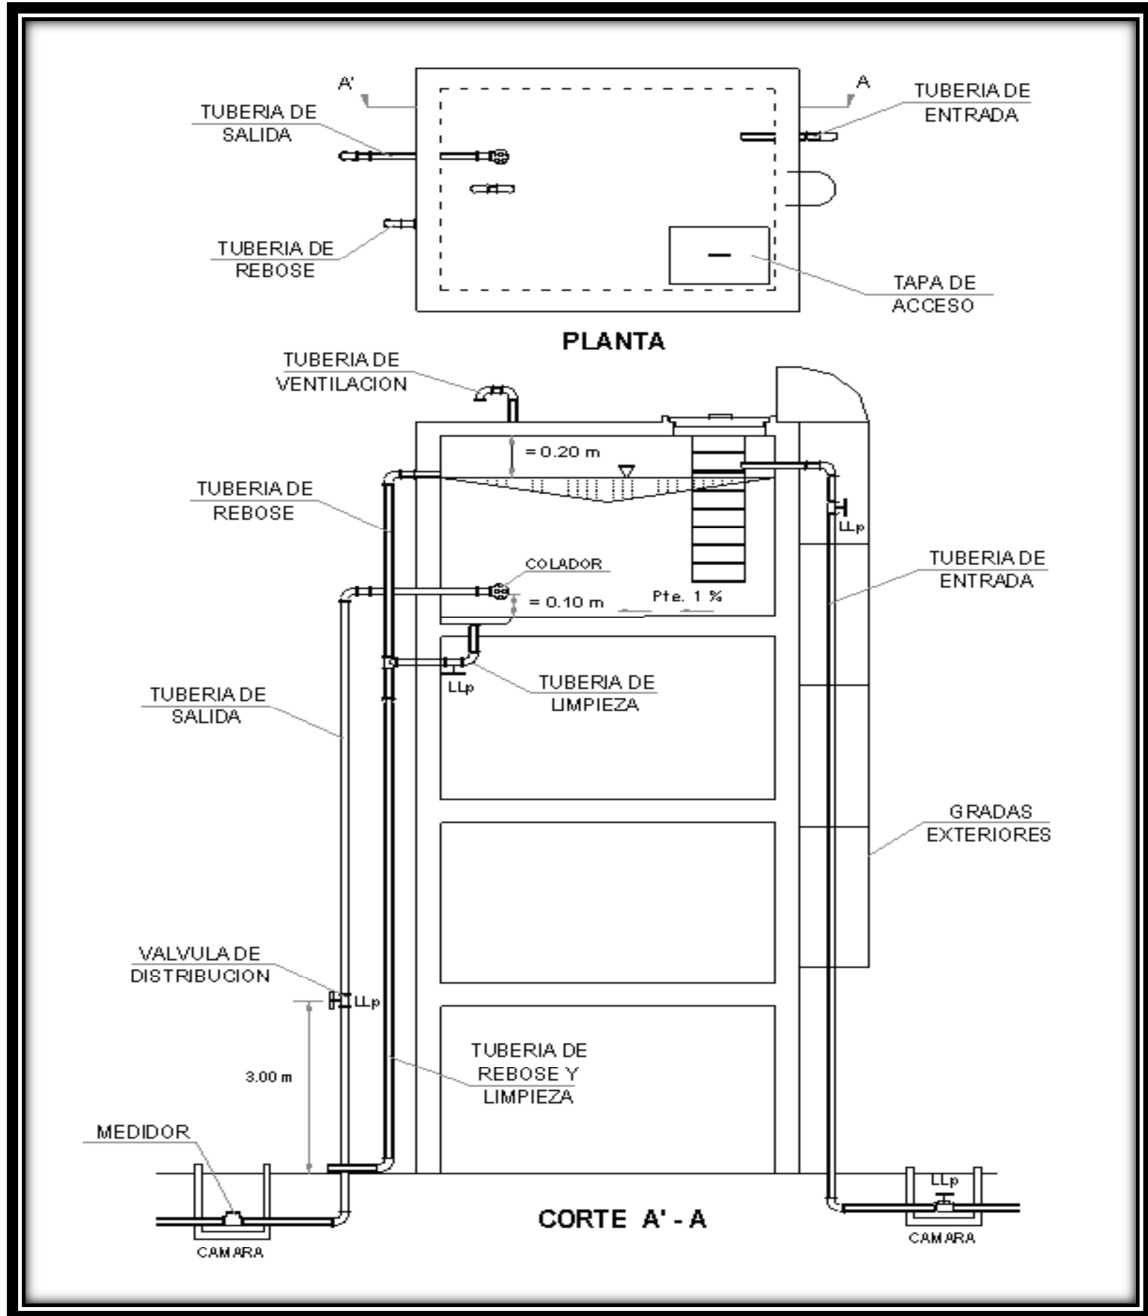 A'
A
TUBERIA DE
SALIDA
TUBERIA DE
ENTRADA
TUBERIA DE
REBOSE
TAPA DE
ACCESO
PLANTA
TUBERIA DE
VENTILACION
= 0.20 m
TUBERIA DE
REBOSE
LLp
COLADOR
TUBERIA DE
ENTRADA
= 0.10 m
Pte. 1 %
LLp
TUBERIA DE
LIMPIEZA
TUBERIA DE
SALIDA
GRADAS
EXTERIORES
VALVULA DE
DISTRIBUCION
LLp
3.00 m
TUBERIA DE
REBOSE Y
LIMPIEZA
MEDIDOR
LLp
CORTE A' - A
CAMARA
CAMARA